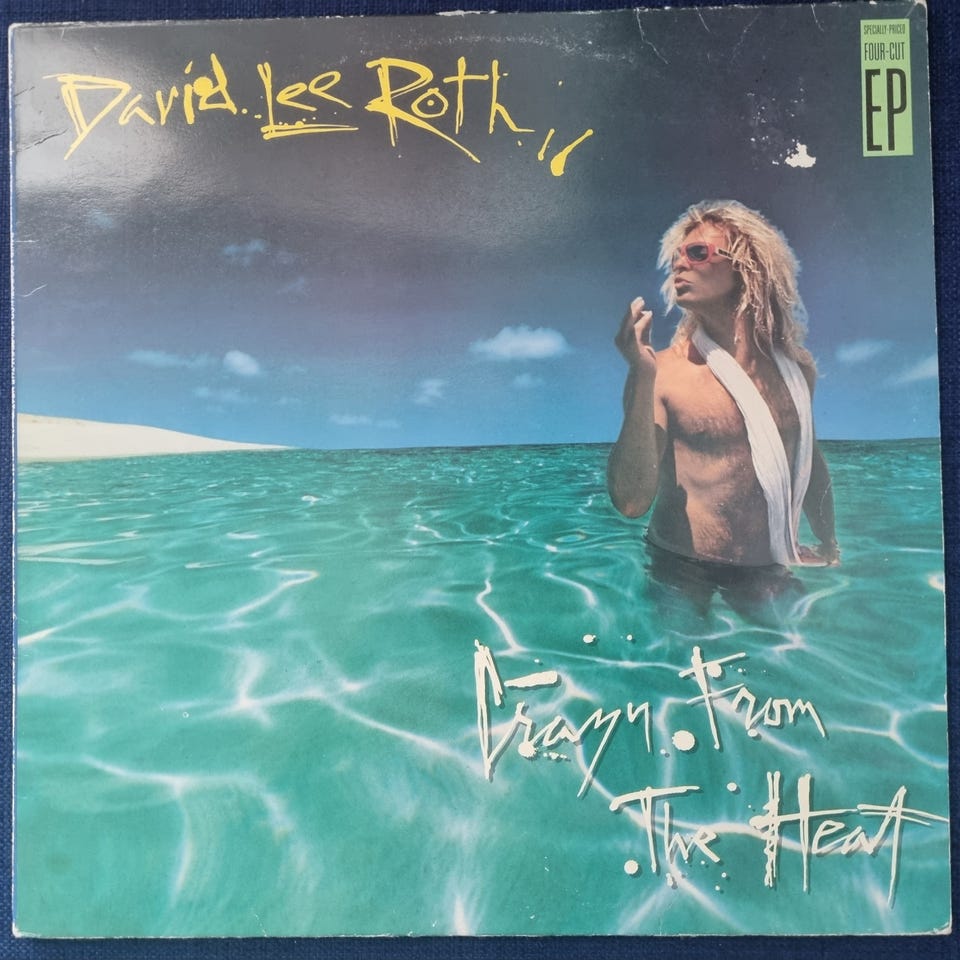 David Lee Roth
SPECIALLY-PRICED
FOUR-CUT
EP
Crazy From
The Heat